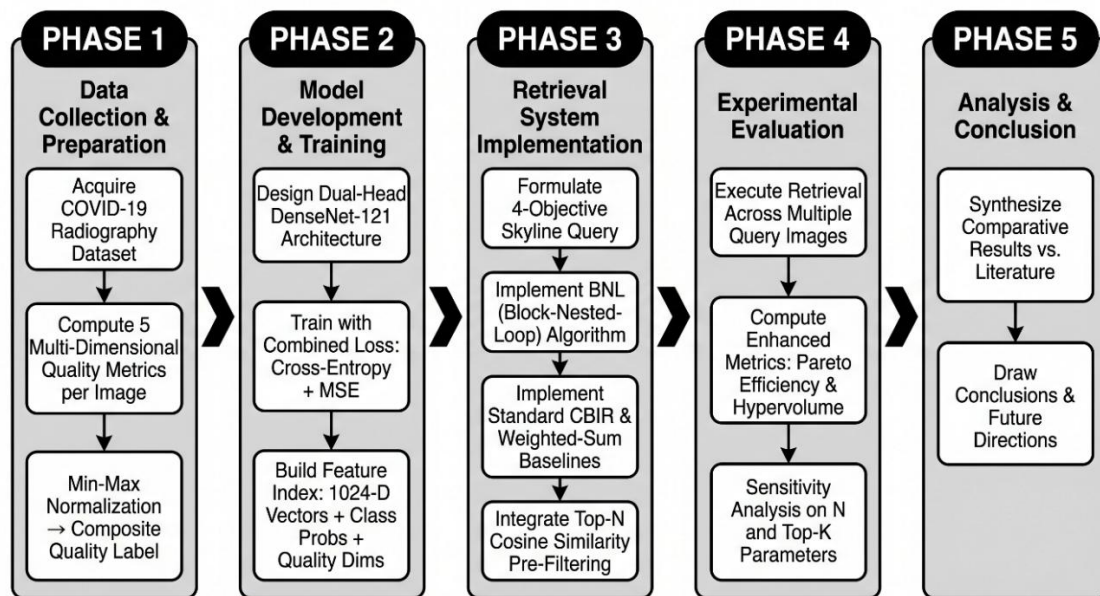 PHASE 1
Data
Collection &
Preparation
Acquire
COVID-19
Radiography
Dataset
Compute 5
Multi-Dimensional
Quality Metrics
per Image
Min-Max
Normalization
→ Composite
Quality Label
PHASE 2
Model
Development
& Training
Design Dual-Head
DenseNet-121
Architecture
Train with
Combined Loss:
Cross-Entropy
+ MSE
Build Feature
Index: 1024-D
Vectors + Class
Probs +
Quality Dims
PHASE 3
Retrieval
System
Implementation
Formulate
4-Objective
Skyline Query
Implement BNL
(Block-Nested-
Loop) Algorithm
Implement
Standard CBIR &
Weighted-Sum
Baselines
Integrate Top-N
Cosine Similarity
Pre-Filtering
PHASE 4
Experimental
Evaluation
Execute Retrieval
Across Multiple
Query Images
Compute
Enhanced
Metrics: Pareto
Efficiency &
Hypervolume
Sensitivity
Analysis on N
and Top-K
Parameters
PHASE 5
Analysis &
Conclusion
Synthesize
Comparative
Results vs.
Literature
Draw
Conclusions &
Future
Directions